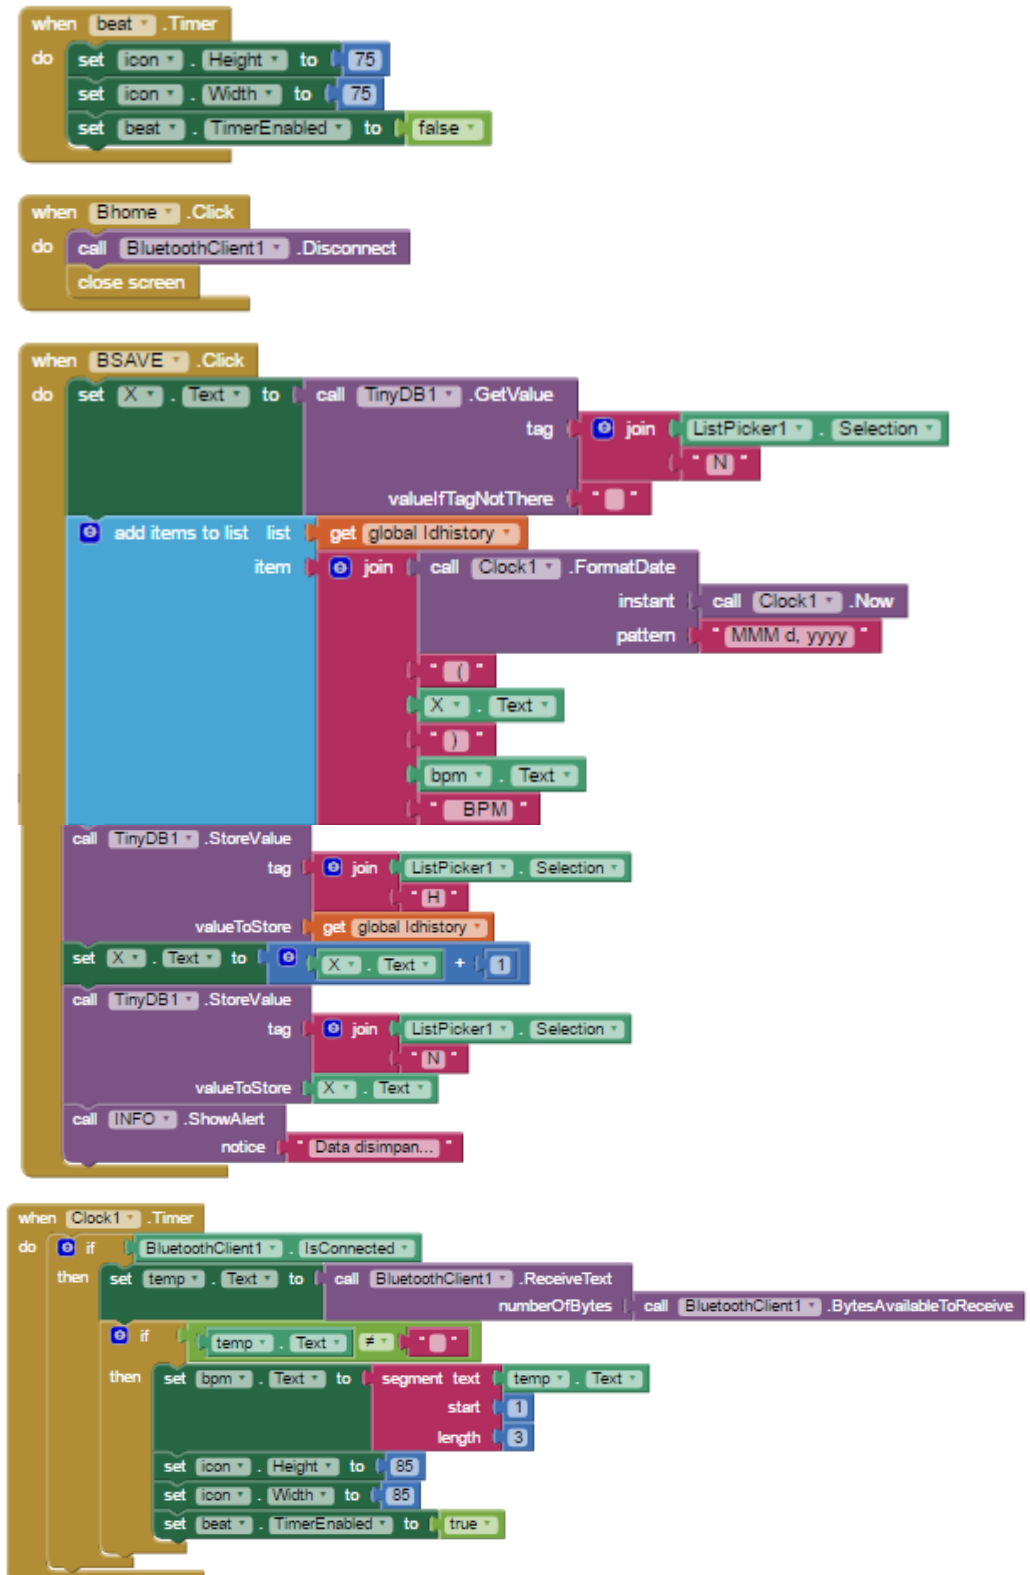 when beat .Timer
do set icon . Height to 75
set icon . Width to 75
set beat . TimerEnabled to false
when Bhome .Click
do call BluetoothClient1 .Disconnect
close screen
when BSAVE .Click
do set X . Text to call TinyDB1 .GetValue
tag join ListPicker1 . Selection
" N "
valueIfTagNotThere " "
add items to list list get global Idhistory
item join call Clock1 .FormatDate
instant call Clock1 .Now
pattern " MMM d, yyyy "
" ( "
X . Text
" ) "
bpm . Text
" BPM "
call TinyDB1 .StoreValue
tag join ListPicker1 . Selection
" H "
valueToStore get global Idhistory
set X . Text to X . Text + 1
call TinyDB1 .StoreValue
tag join ListPicker1 . Selection
" N "
valueToStore X . Text
call INFO .ShowAlert
notice " Data disimpan... "
when Clock1 .Timer
do if BluetoothClient1 . IsConnected
then set temp . Text to call BluetoothClient1 .ReceiveText
numberOfBytes call BluetoothClient1 .BytesAvailableToReceive
if temp . Text ≠ " "
then set bpm . Text to segment text temp . Text
start 1
length 3
set icon . Height to 85
set icon . Width to 85
set beat . TimerEnabled to true